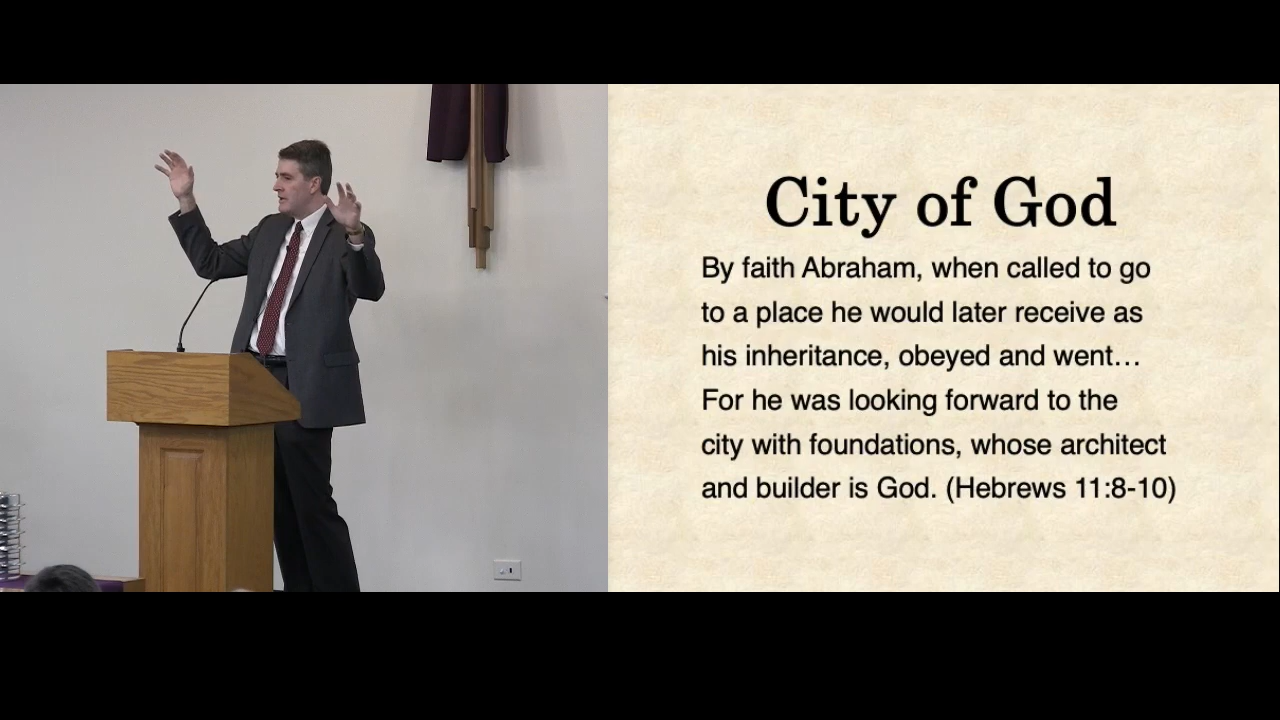 City of God
By faith Abraham, when called to go
to a place he would later receive as
his inheritance, obeyed and went…
For he was looking forward to the
city with foundations, whose architect
and builder is God. (Hebrews 11:8-10)